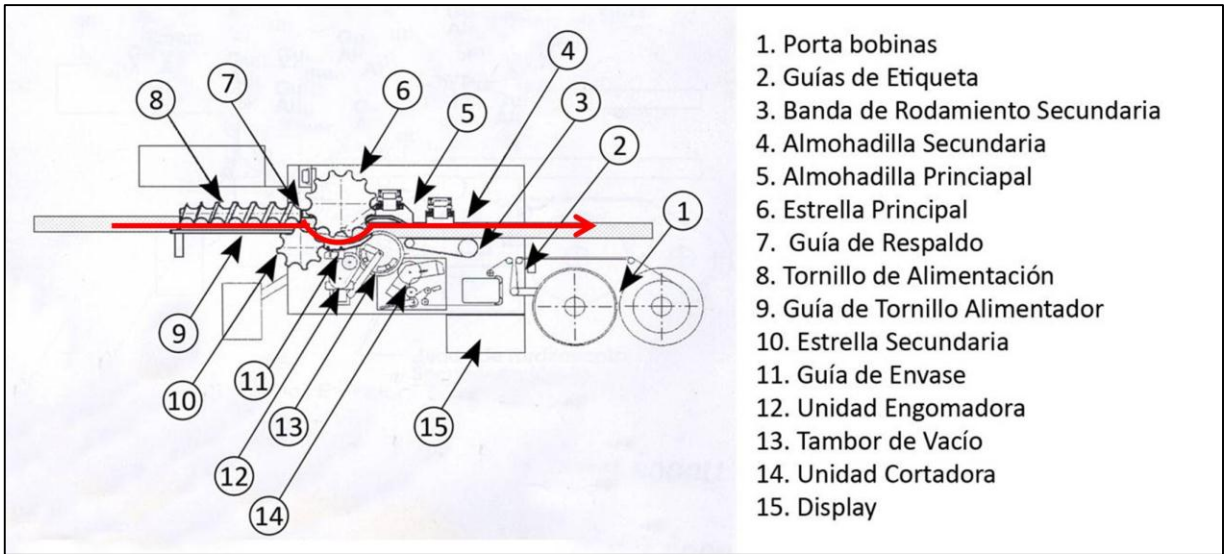 4
6
7
3
8
5
2
1
1. Porta bobinas
2. Guías de Etiqueta
3. Banda de Rodamiento Secundaria
4. Almohadilla Secundaria
5. Almohadilla Princiapal
6. Estrella Principal
7. Guía de Respaldo
8. Tornillo de Alimentación
9. Guía de Tornillo Alimentador
10. Estrella Secundaria
11. Guía de Envase
12. Unidad Engomadora
13. Tambor de Vacío
14. Unidad Cortadora
15. Display
9
10
11
13
15
12
14